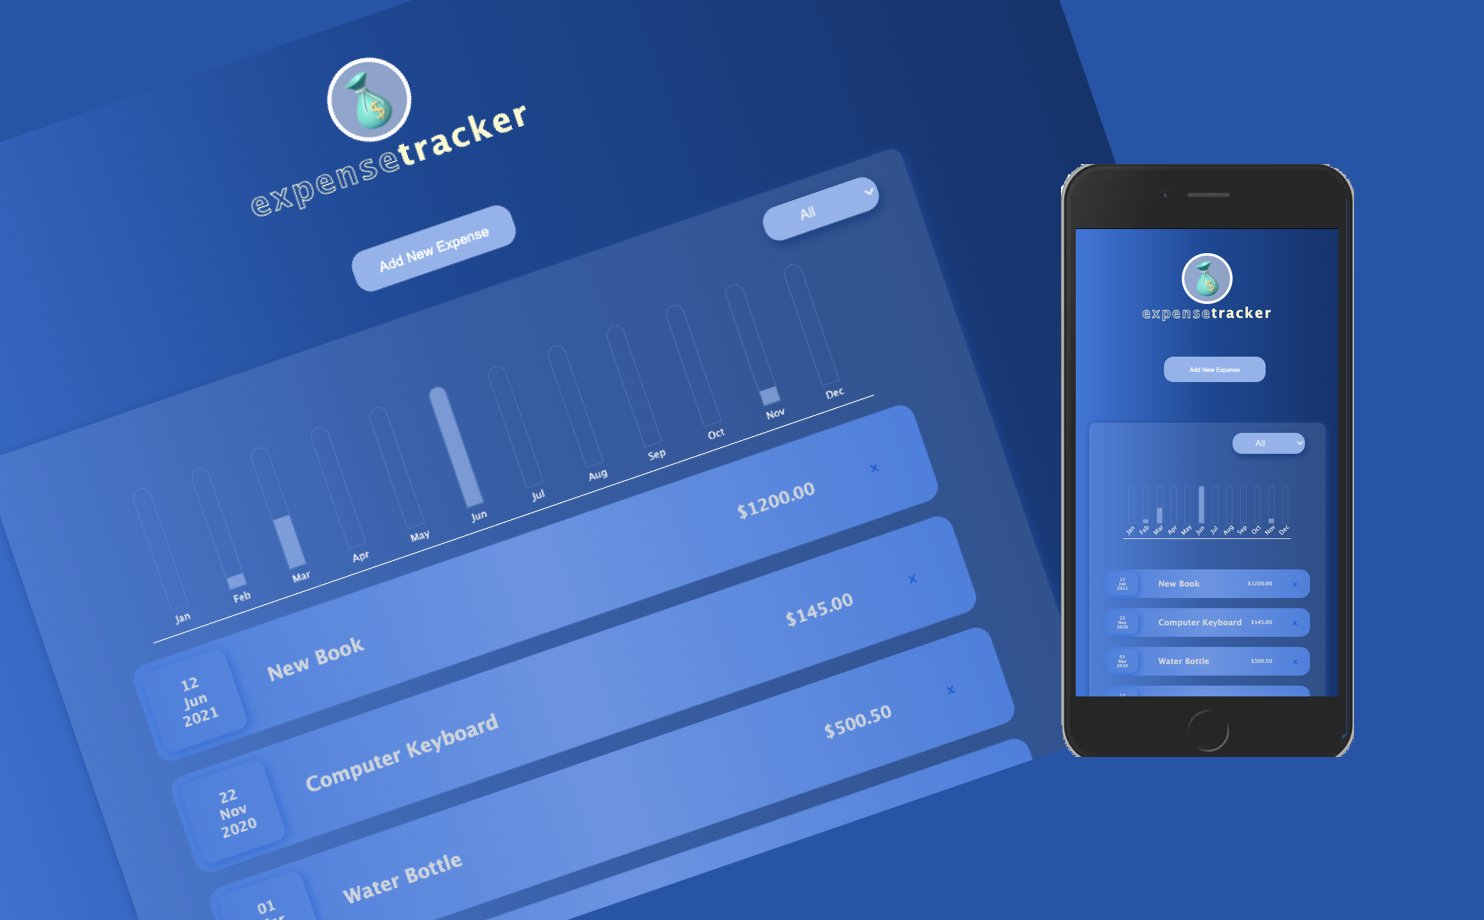 expensetracker
Add New Expense
All
Jan Feb Mar Apr May Jun Jul Aug Sep Oct Nov Dec
12
Jun
2021
New Book
$1200.00
x
22
Nov
2020
Computer Keyboard
$145.00
x
01
Water Bottle
$500.50
x
expensetracker
Add New Expense
All
Jan Feb Mar Apr May Jun Jul Aug Sep Oct Nov Dec
12
Jun
2021
New Book
$1200.00
x
22
Nov
2020
Computer Keyboard
$145.00
x
01
Mar
Water Bottle
$500.50
x